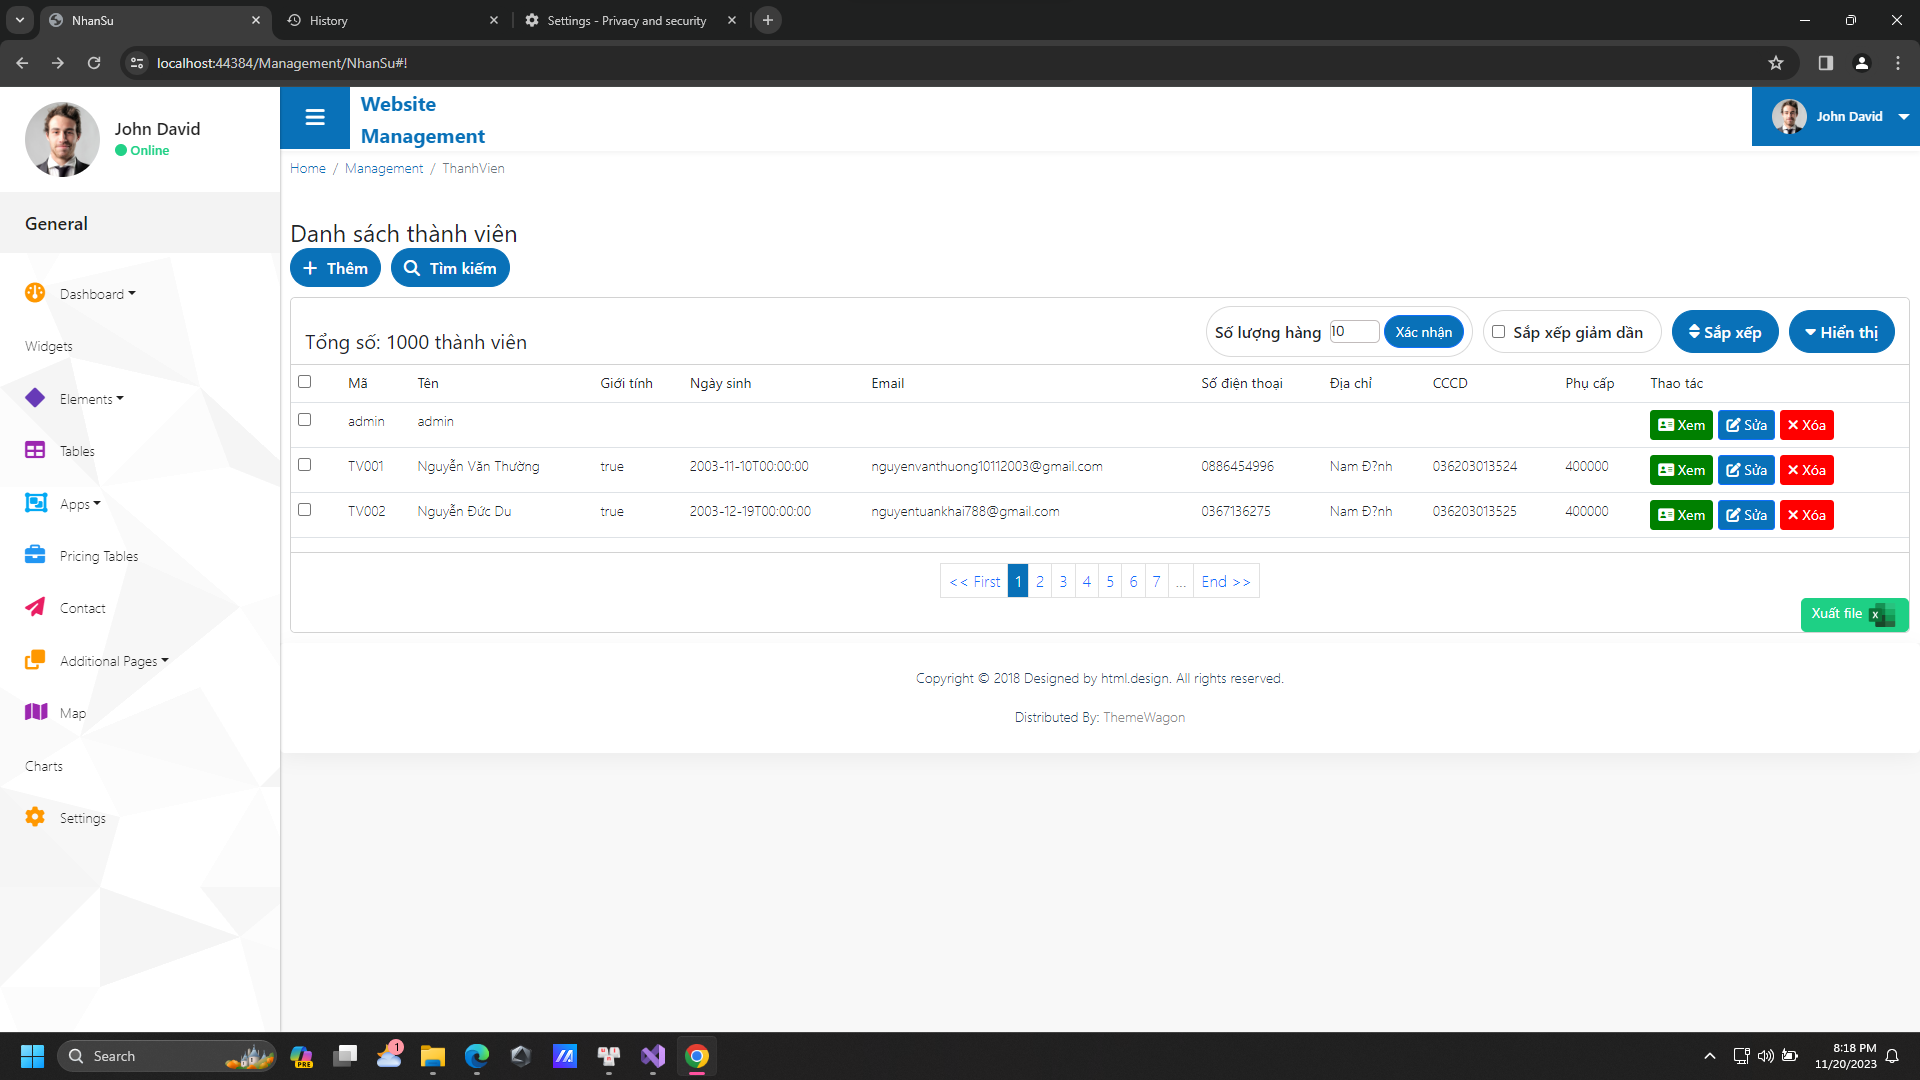 NhanSu
History
Settings - Privacy and security
localhost:44384/Management/NhanSu#!
John David
Online
Website
Management
John David
Home / Management / ThanhVien
General
Danh sách thành viên
Thêm
Tìm kiếm
Tổng số: 1000 thành viên
Số lượng hàng 10 Xác nhận
Sắp xếp giảm dần
Sắp xếp
Hiển thị
Mã Tên Giới tính Ngày sinh Email Số điện thoại Địa chỉ CCCD Phụ cấp Thao tác
admin admin Xem Sửa Xóa
TV001 Nguyễn Văn Thường true 2003-11-10T00:00:00 nguyenvanthuong10112003@gmail.com 0886454996 Nam Đ?nh 036203013524 400000 Xem Sửa Xóa
TV002 Nguyễn Đức Du true 2003-12-19T00:00:00 nguyentuankhai788@gmail.com 0367136275 Nam Đ?nh 036203013525 400000 Xem Sửa Xóa
<< First 1 2 3 4 5 6 7 ... End >>
Xuất file X
Copyright © 2018 Designed by html.design. All rights reserved.
Distributed By: ThemeWagon
Dashboard
Widgets
Elements
Tables
Apps
Pricing Tables
Contact
Additional Pages
Map
Charts
Settings
Search
PRE
1
8:18 PM
11/20/2023